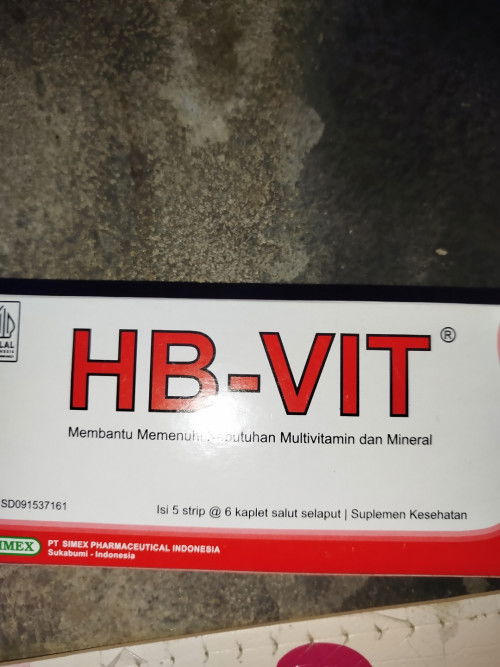 HB-VIT®
Membantu Memenuhi Kebutuhan Multivitamin dan Mineral
SD091537161
Isi 5 strip @ 6 kaplet salut selaput | Suplemen Kesehatan
IMEX
PT SIMEX PHARMACEUTICAL INDONESIA
Sukabumi - Indonesia